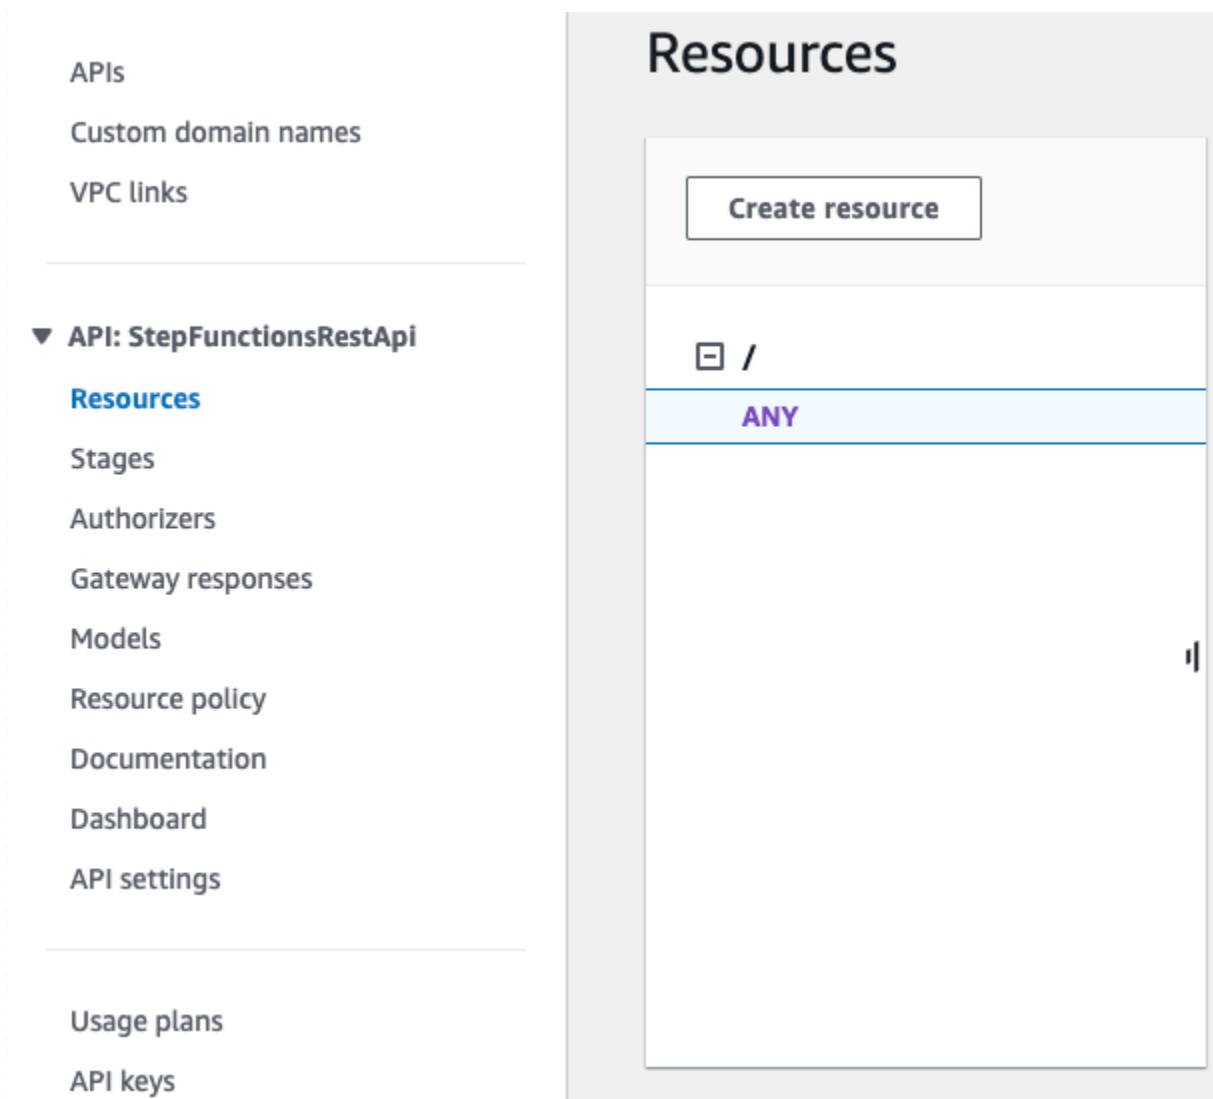 APIs
Custom domain names
VPC links
API: StepFunctionsRestApi
Resources
Stages
Authorizers
Gateway responses
Models
Resource policy
Documentation
Dashboard
API settings
Usage plans
API keys
Resources
Create resource
/
ANY